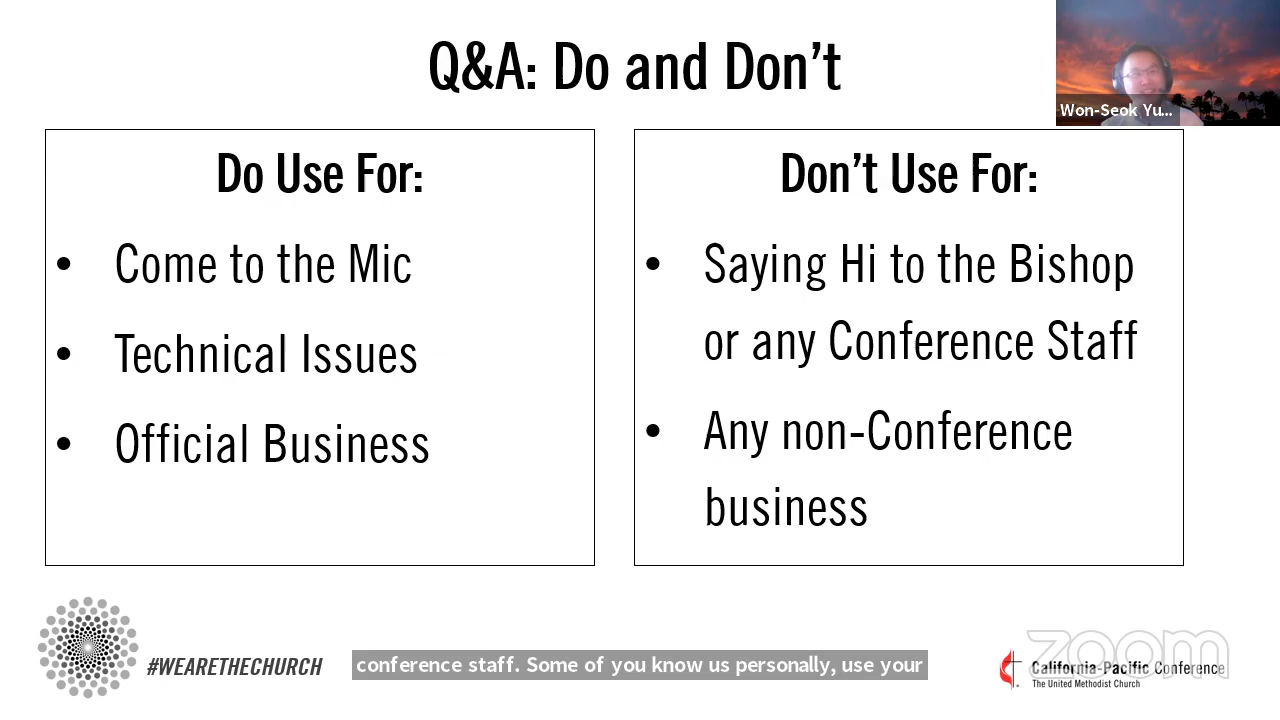 Q&A: Do and Don’t
Won-Seok Yu...
Do Use For:
• Come to the Mic
• Technical Issues
• Official Business
Don’t Use For:
• Saying Hi to the Bishop
or any Conference Staff
• Any non-Conference
business
#WEARETHECHURCH
conference staff. Some of you know us personally, use your
zoom
California-Pacific Conference
The United Methodist Church